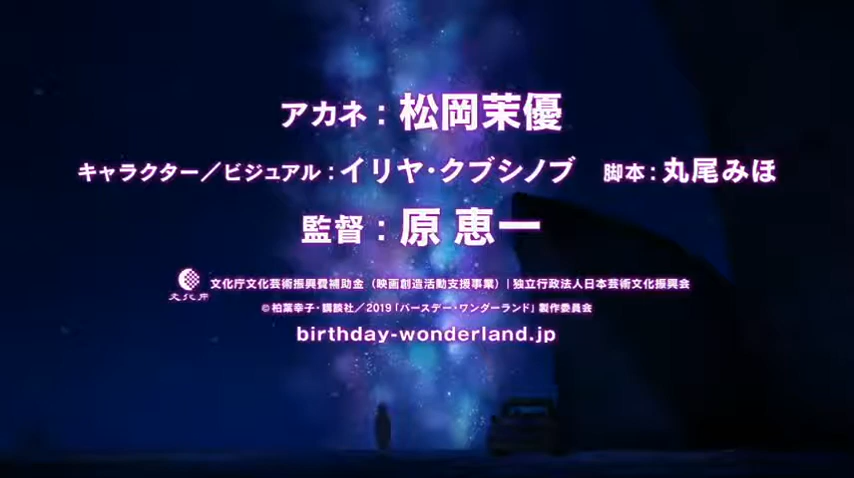 アカネ：松岡茉優
キャラクター／ビジュアル：イリヤ・クブシノブ　脚本：丸尾みほ
監督：原 恵一
文化庁 文化庁文化芸術振興費補助金（映画創造活動支援事業）｜独立行政法人日本芸術文化振興会
©柏葉幸子・講談社／2019「バースデー・ワンダーランド」製作委員会
birthday-wonderland.jp